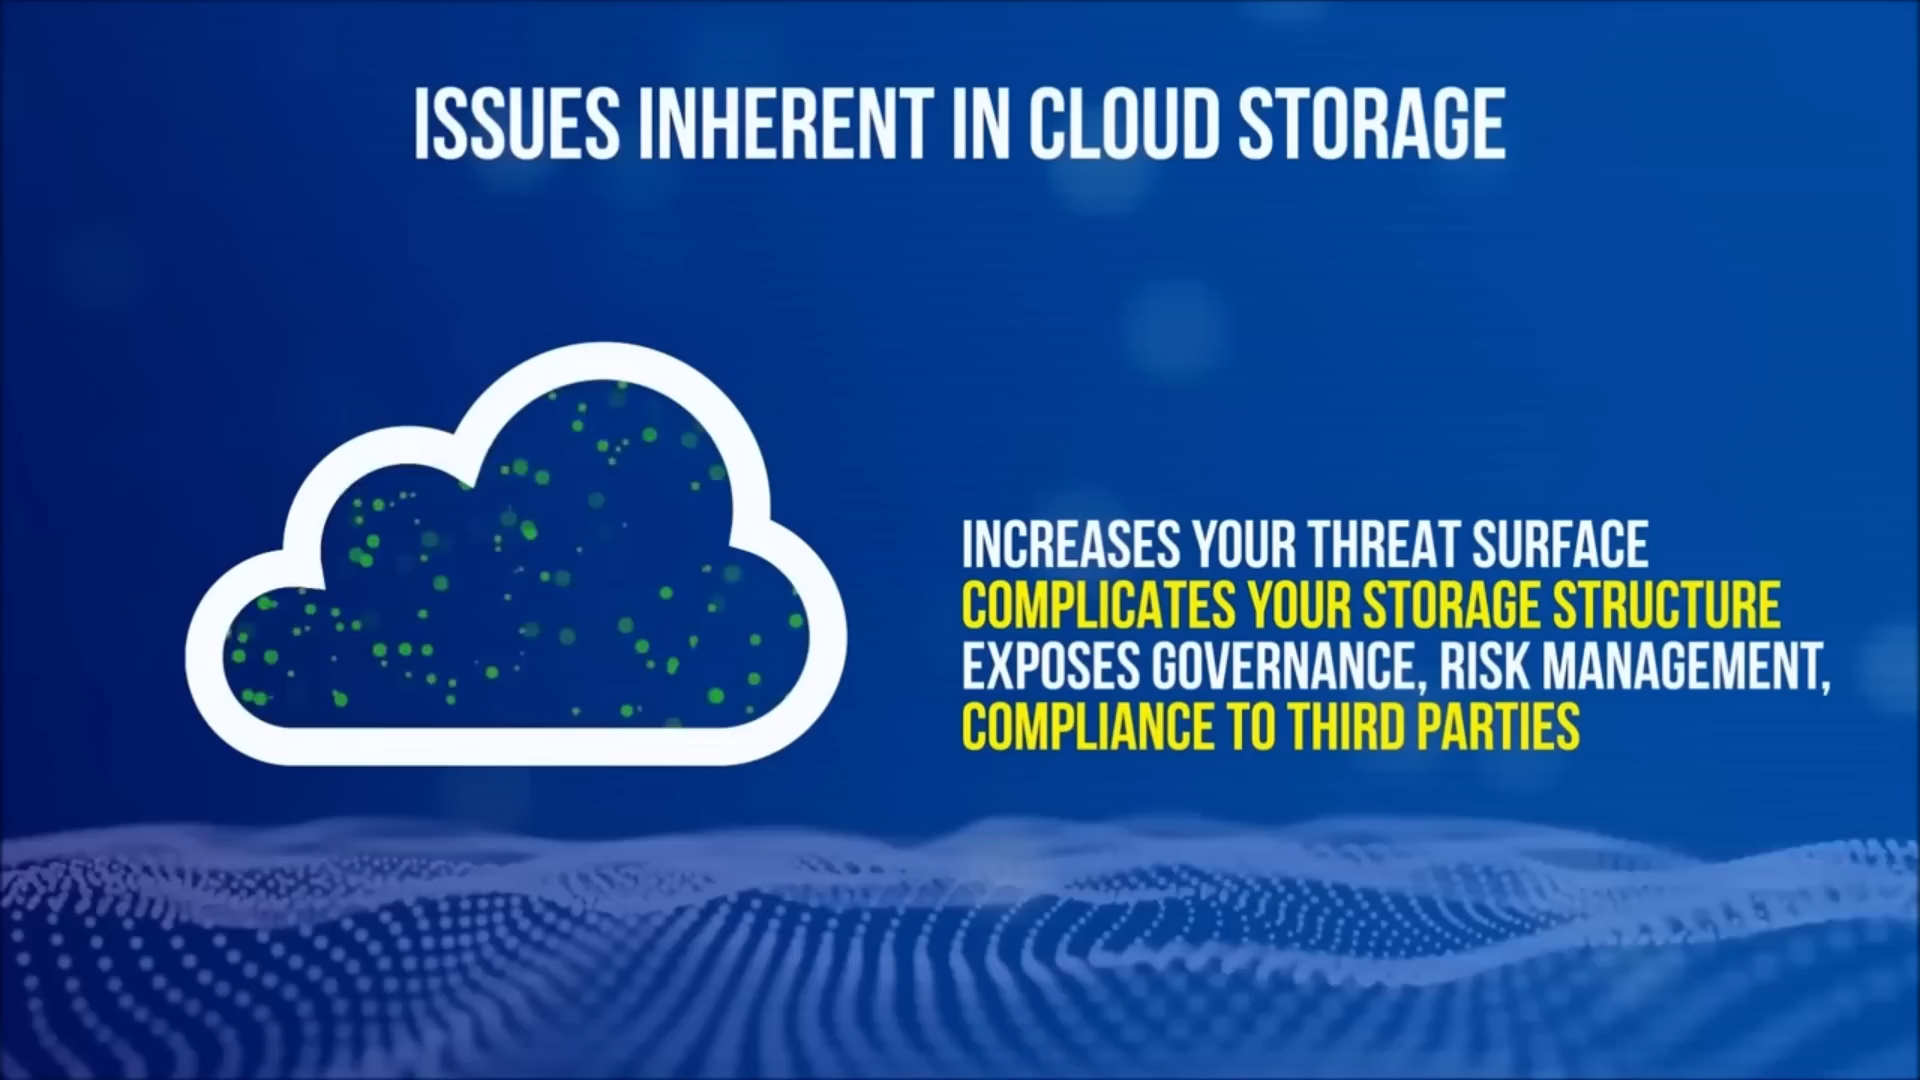 ISSUES INHERENT IN CLOUD STORAGE
INCREASES YOUR THREAT SURFACE
COMPLICATES YOUR STORAGE STRUCTURE
EXPOSES GOVERNANCE, RISK MANAGEMENT,
COMPLIANCE TO THIRD PARTIES